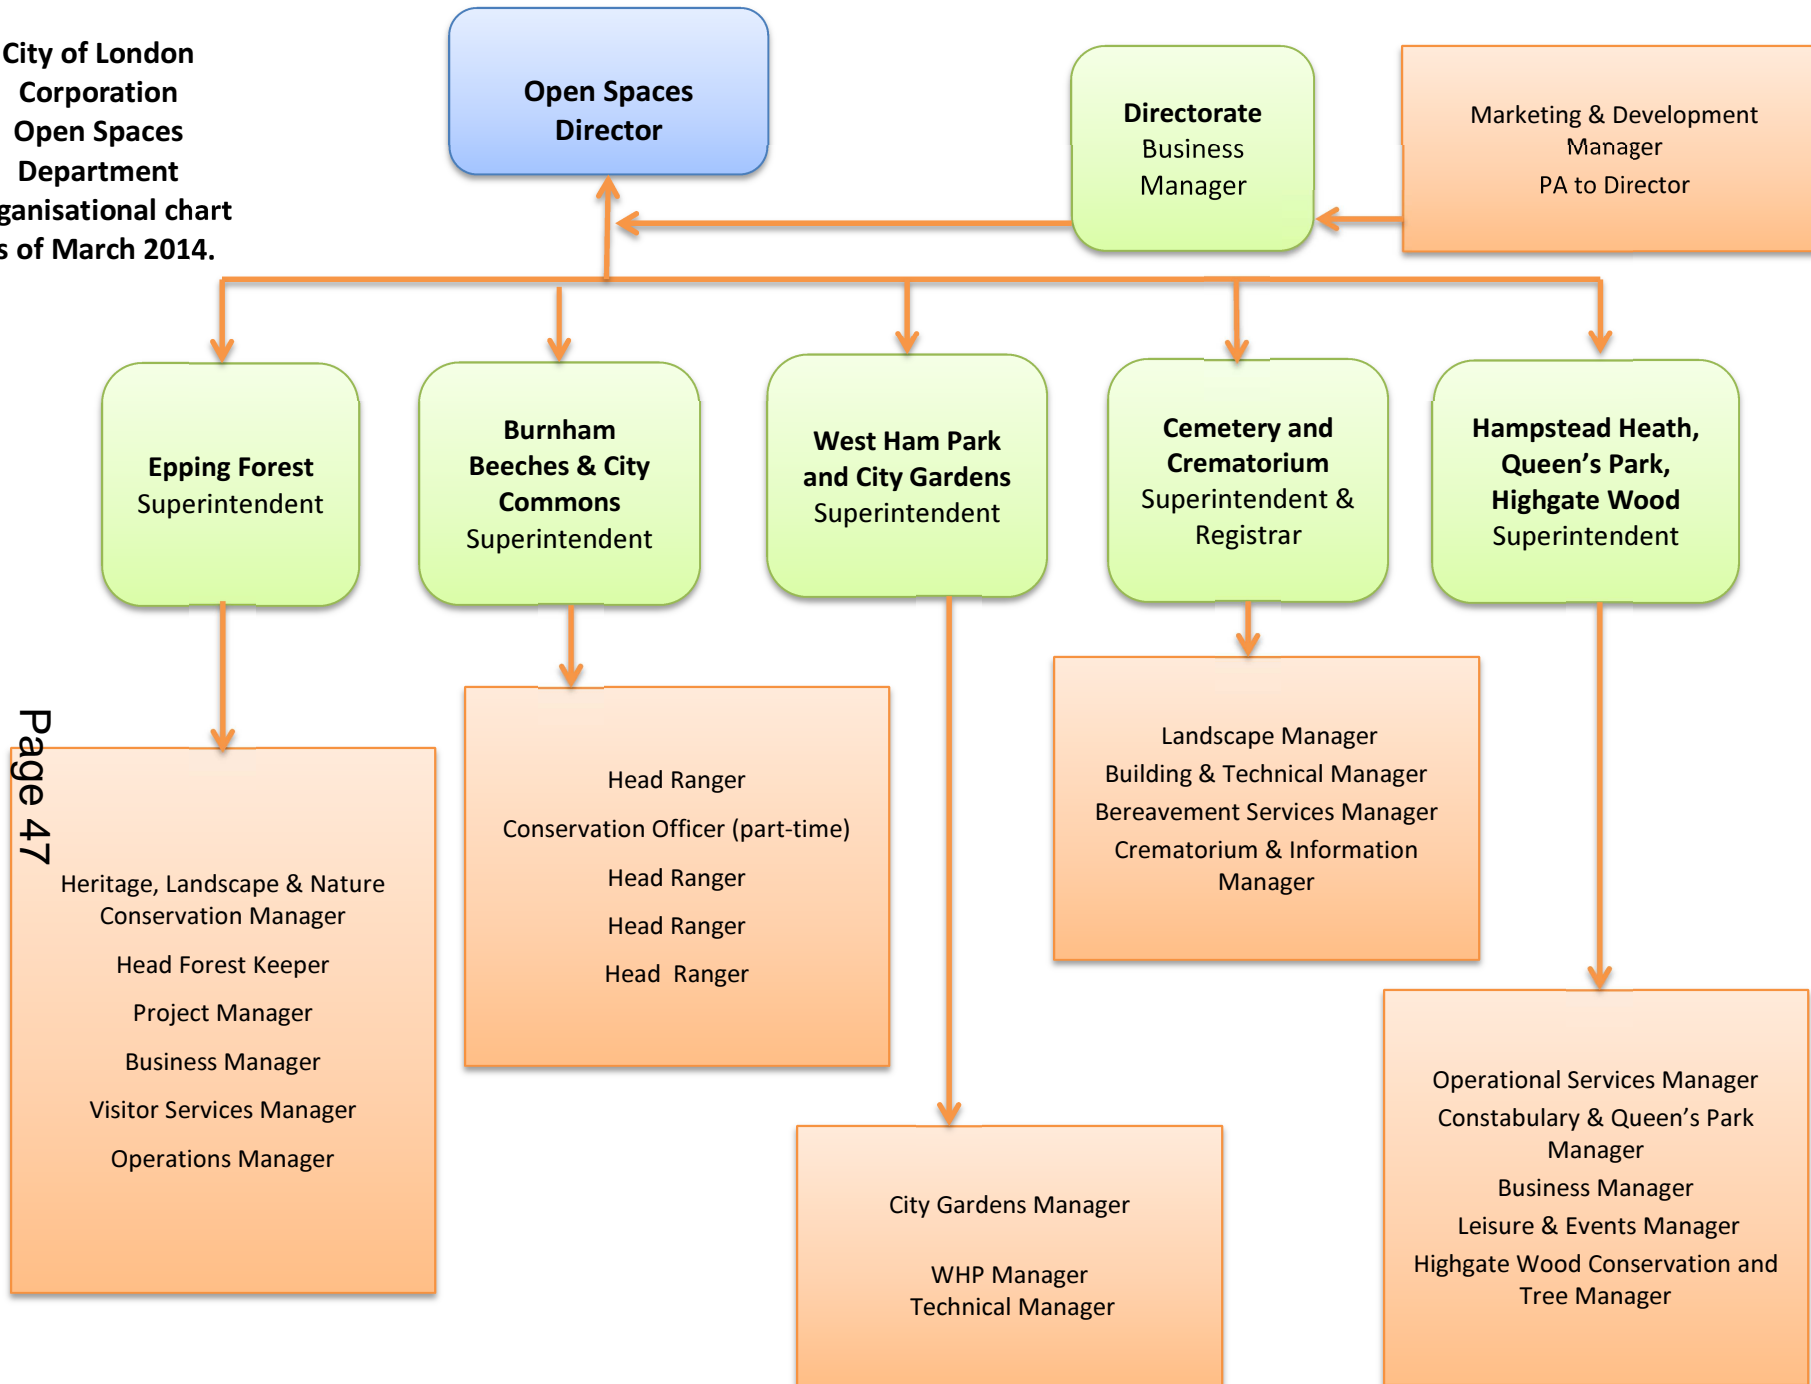 City of London
Corporation
Open Spaces
Department
ganisational chart
s of March 2014.
Open Spaces
Director
Directorate
Business
Manager
Marketing & Development
Manager
PA to Director
Epping Forest
Superintendent
Burnham
Beeches & City
Commons
Superintendent
West Ham Park
and City Gardens
Superintendent
Cemetery and
Crematorium
Superintendent &
Registrar
Hampstead Heath,
Queen’s Park,
Highgate Wood
Superintendent
Page 47
Heritage, Landscape & Nature
Conservation Manager
Head Forest Keeper
Project Manager
Business Manager
Visitor Services Manager
Operations Manager
Head Ranger
Conservation Officer (part-time)
Head Ranger
Head Ranger
Head Ranger
City Gardens Manager
WHP Manager
Technical Manager
Landscape Manager
Building & Technical Manager
Bereavement Services Manager
Crematorium & Information
Manager
Operational Services Manager
Constabulary & Queen’s Park
Manager
Business Manager
Leisure & Events Manager
Highgate Wood Conservation and
Tree Manager